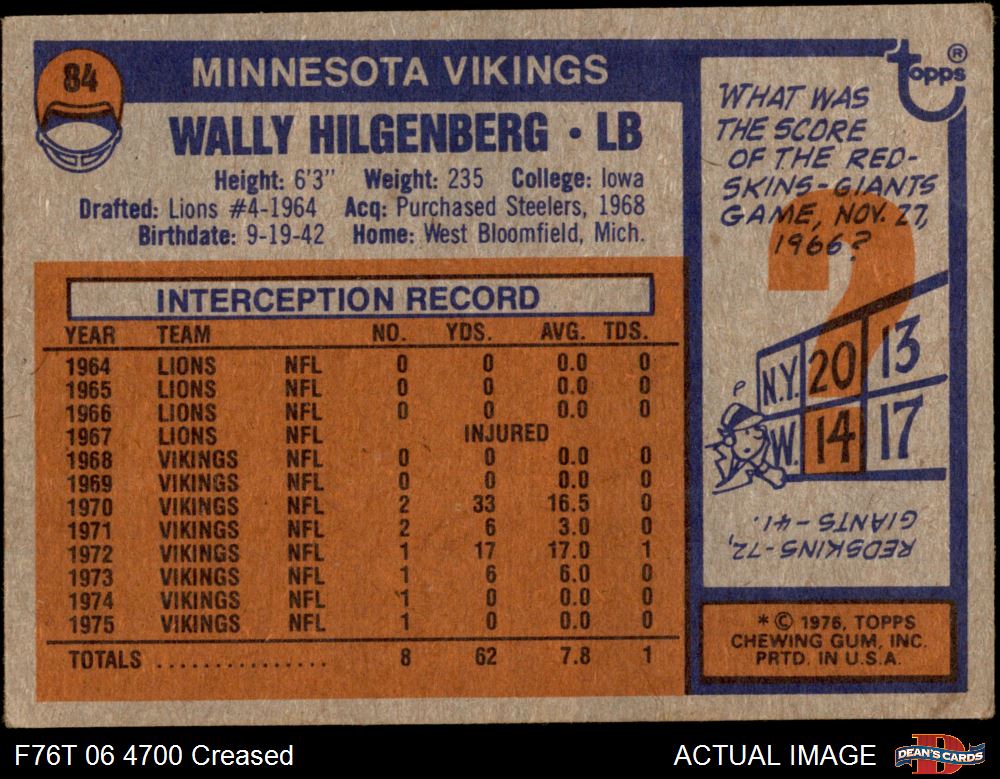 84
MINNESOTA VIKINGS
WALLY HILGENBERG • LB
Height: 6'3" Weight: 235 College: Iowa
Drafted: Lions #4-1964 Acq: Purchased Steelers, 1968
Birthdate: 9-19-42 Home: West Bloomfield, Mich.
INTERCEPTION RECORD
YEAR TEAM NO. YDS. AVG. TDS.
1964 LIONS NFL 0 0 0.0 0
1965 LIONS NFL 0 0 0.0 0
1966 LIONS NFL 0 0 0.0 0
1967 LIONS NFL INJURED
1968 VIKINGS NFL 0 0 0.0 0
1969 VIKINGS NFL 0 0 0.0 0
1970 VIKINGS NFL 2 33 16.5 0
1971 VIKINGS NFL 2 6 3.0 0
1972 VIKINGS NFL 1 17 17.0 1
1973 VIKINGS NFL 1 6 6.0 0
1974 VIKINGS NFL 1 0 0.0 0
1975 VIKINGS NFL 1 0 0.0 0
TOTALS ................ 8 62 7.8 1
Topps ®
WHAT WAS
THE SCORE
OF THE RED-
SKINS-GIANTS
GAME, NOV. 27,
1966?
?
N.Y. 20 13
W. 14 17
REDSKINS-72,
GIANTS-41.
* © 1976, TOPPS
CHEWING GUM, INC.
PRTD. IN U.S.A.
F76T 06 4700 Creased
ACTUAL IMAGE
D
DEAN'S CARDS